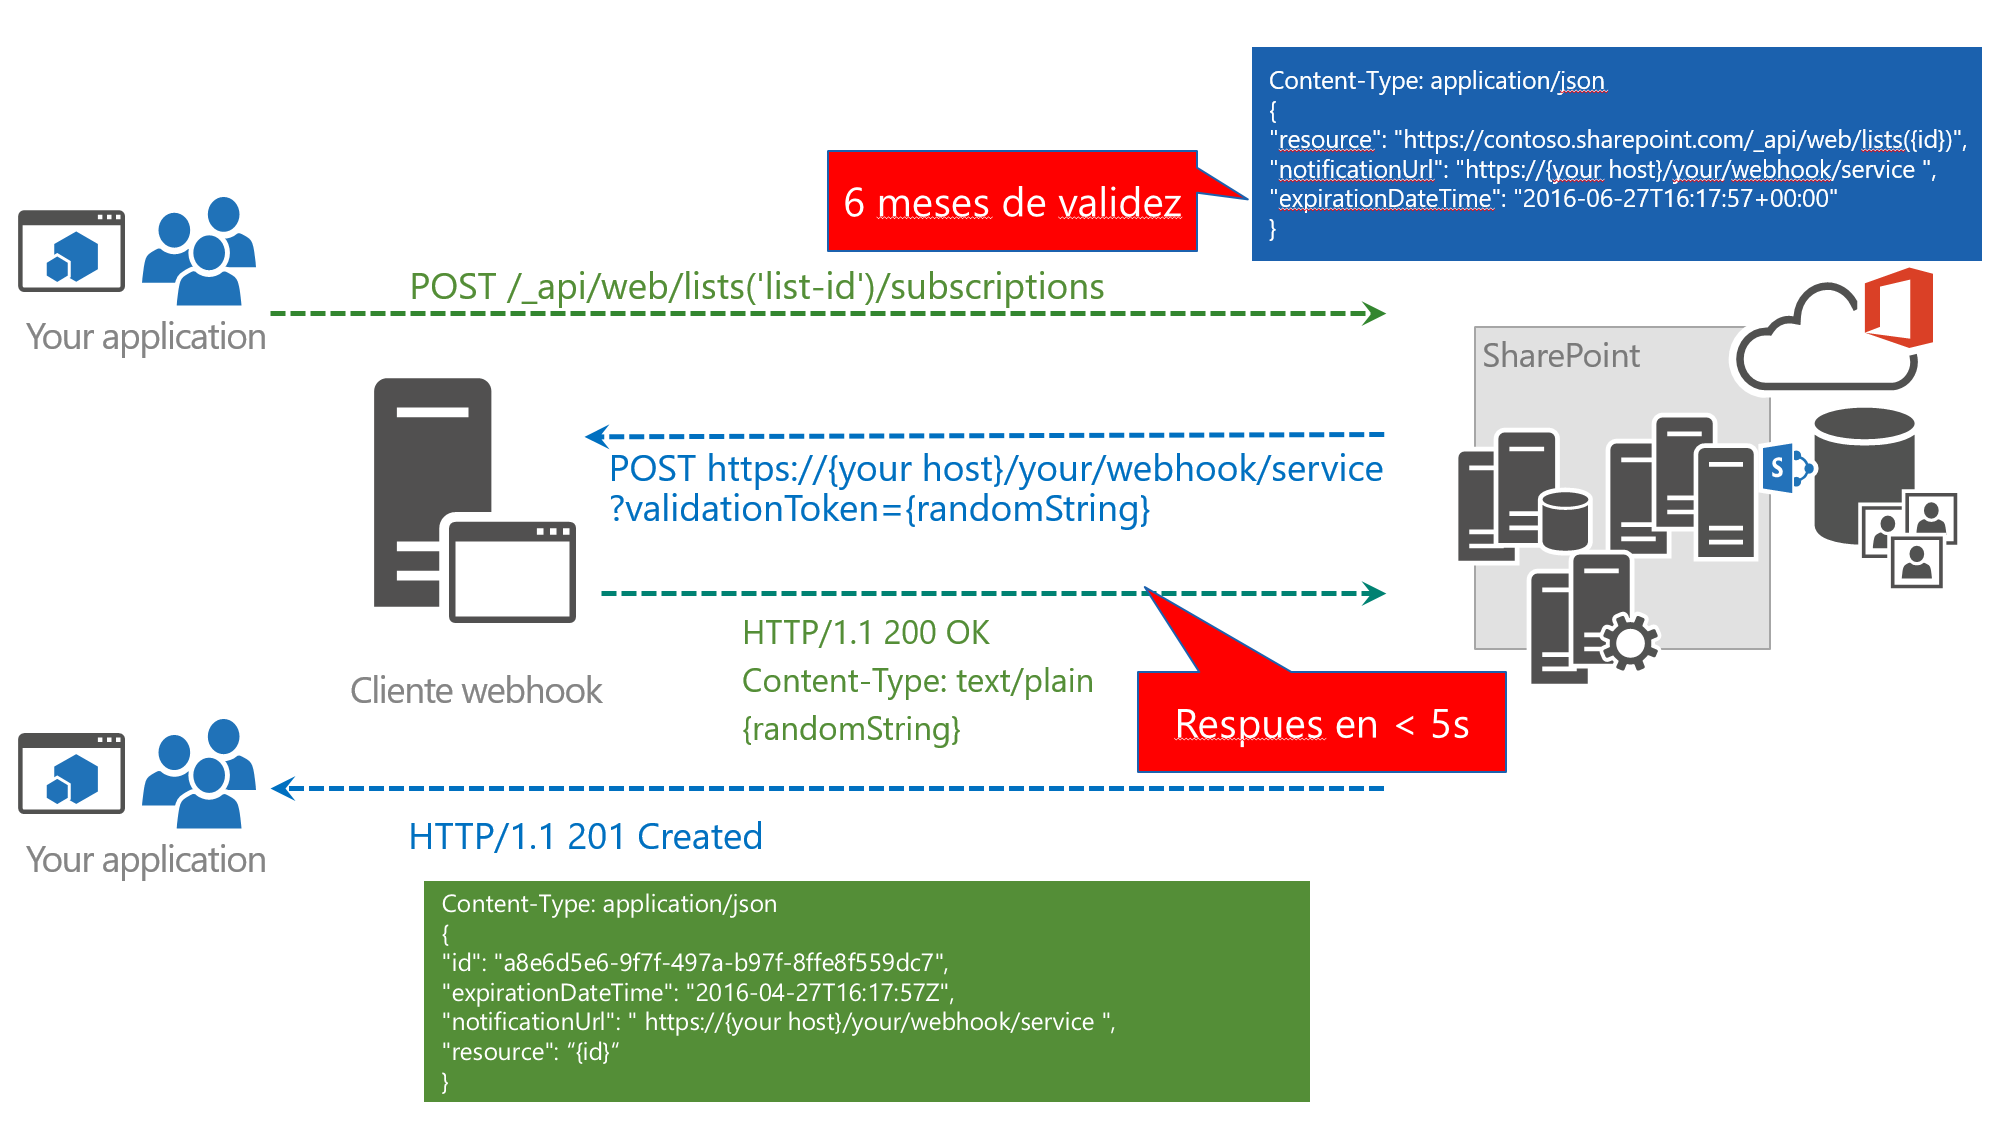 Content-Type: application/json
{
"resource": "https://contoso.sharepoint.com/_api/web/lists({id})",
"notificationUrl": "https://{your host}/your/webhook/service ",
"expirationDateTime": "2016-06-27T16:17:57+00:00"
}
6 meses de validez
POST /_api/web/lists('list-id')/subscriptions
Your application
SharePoint
POST https://{your host}/your/webhook/service
?validationToken={randomString}
S
HTTP/1.1 200 OK
Content-Type: text/plain
{randomString}
Cliente webhook
Respues en < 5s
Your application
HTTP/1.1 201 Created
Content-Type: application/json
{
"id": "a8e6d5e6-9f7f-497a-b97f-8ffe8f559dc7",
"expirationDateTime": "2016-04-27T16:17:57Z",
"notificationUrl": " https://{your host}/your/webhook/service ",
"resource": “{id}“
}